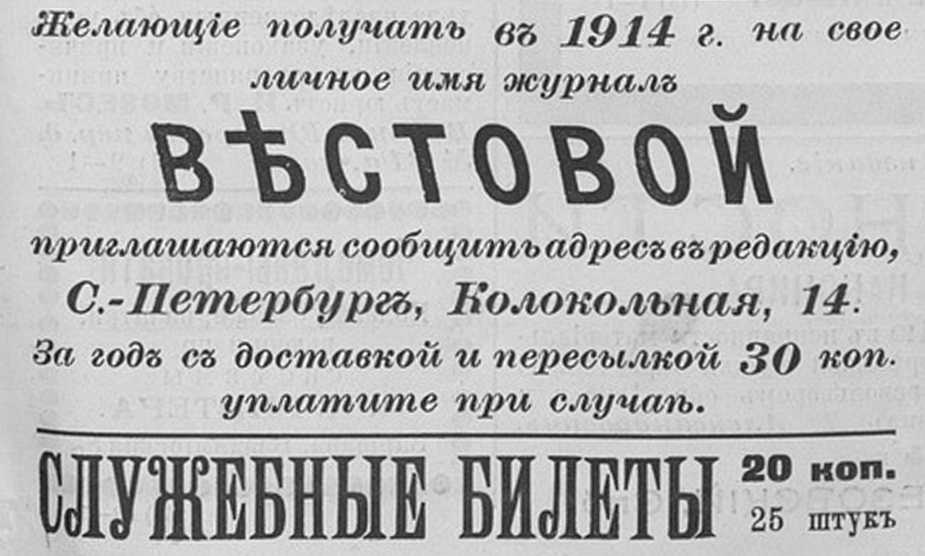 Желающіе получать въ 1914 г. на свое
личное имя журналъ
ВѢСТОВОЙ
приглашаются сообщить адресъ въ редакцію,
С.-Петербургъ, Колокольная, 14.
За годъ съ доставкой и пересылкой 30 коп.
уплатите при случаѣ.
СЛУЖЕБНЫЕ БИЛЕТЫ 20 коп.
25 штукъ